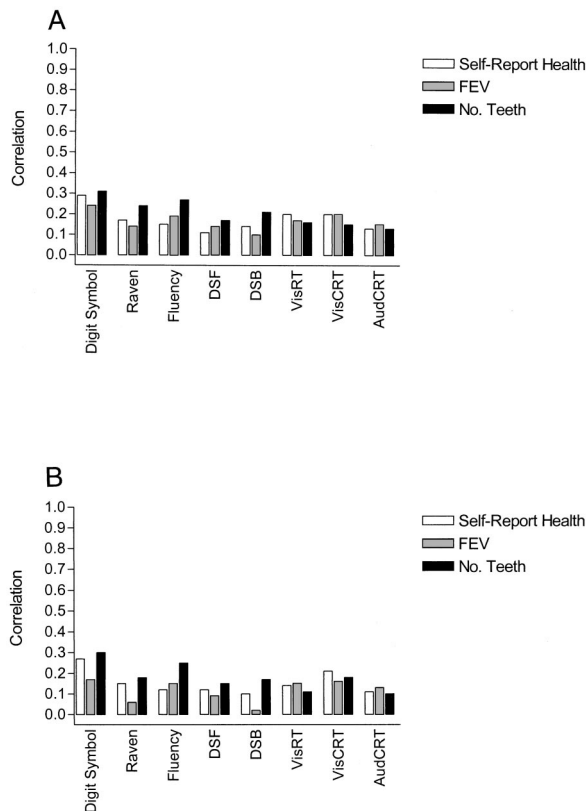 A
Self-Report Health
FEV
No. Teeth
Correlation
1.0
0.9
0.8
0.7
0.6
0.5
0.4
0.3
0.2
0.1
0.0
Digit Symbol
Raven
Fluency
DSF
DSB
VisRT
VisCRT
AudCRT
B
Self-Report Health
FEV
No. Teeth
Correlation
1.0
0.9
0.8
0.7
0.6
0.5
0.4
0.3
0.2
0.1
0.0
Digit Symbol
Raven
Fluency
DSF
DSB
VisRT
VisCRT
AudCRT